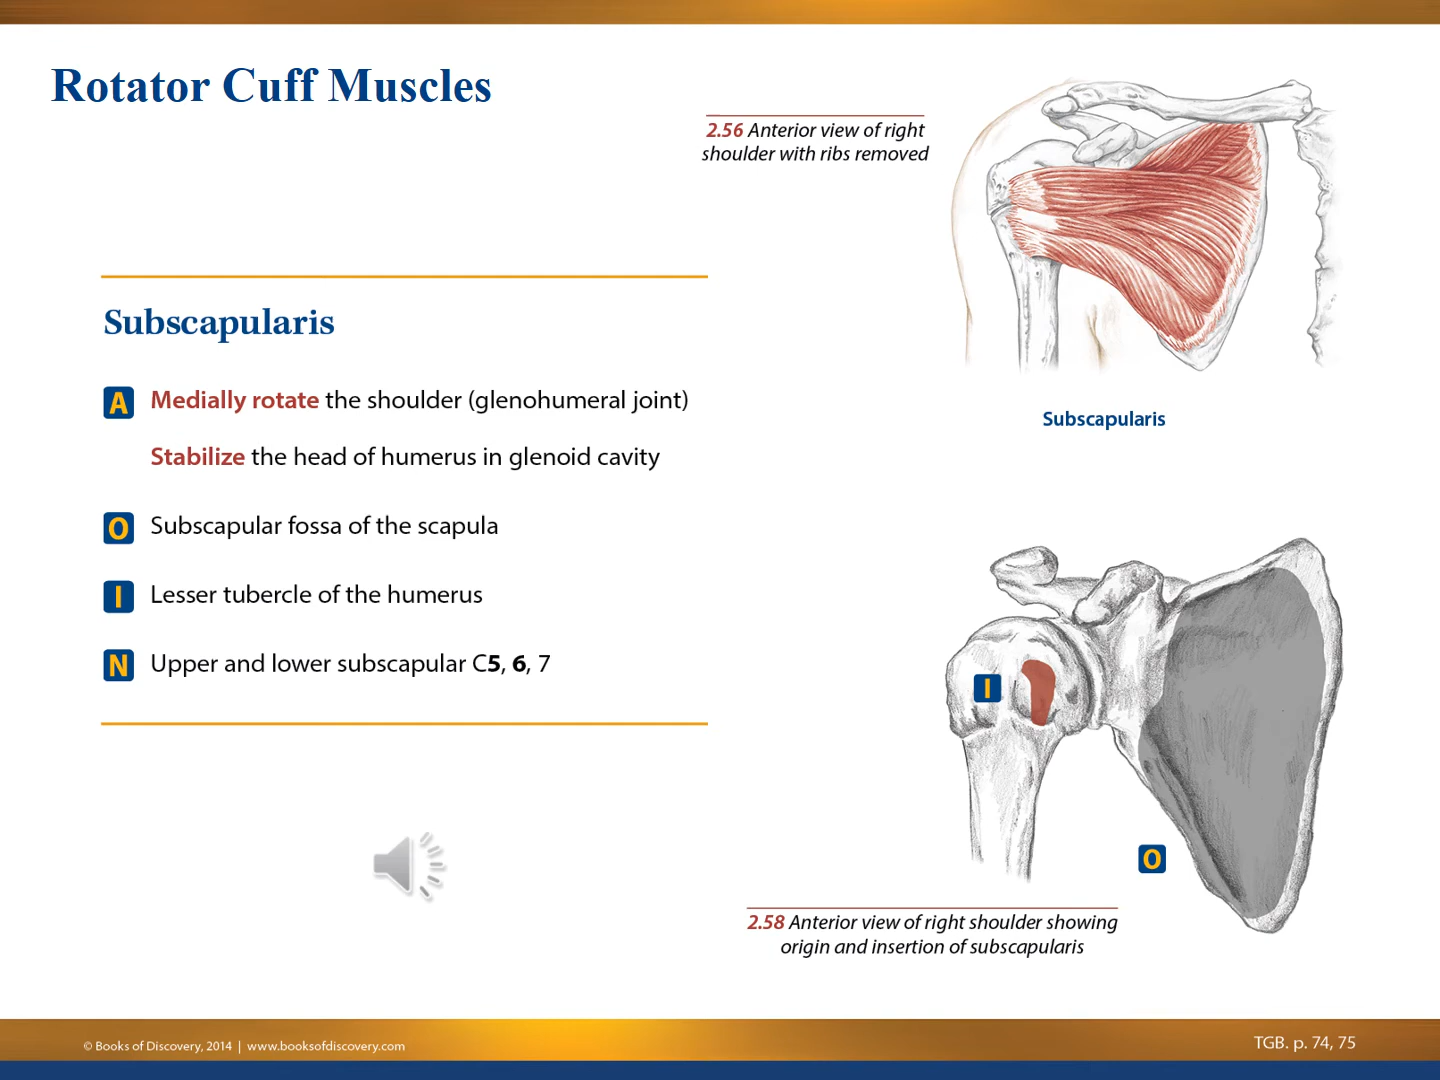 Rotator Cuff Muscles
2.56 Anterior view of right
shoulder with ribs removed
Subscapularis
A Medially rotate the shoulder (glenohumeral joint)
Stabilize the head of humerus in glenoid cavity
O Subscapular fossa of the scapula
I Lesser tubercle of the humerus
N Upper and lower subscapular C5, 6, 7
Subscapularis
I
O
2.58 Anterior view of right shoulder showing
origin and insertion of subscapularis
© Books of Discovery, 2014 | www.booksofdiscovery.com
TGB. p. 74, 75